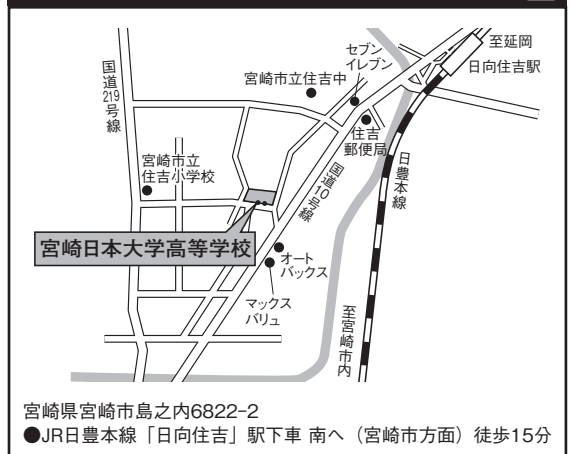 至延岡
日向住吉駅
セブン
イレブン
宮崎市立住吉中
国道219号線
住吉
郵便局
宮崎市立
住吉小学校
国道10号線
日豊本線
宮崎日本大学高等学校
オート
バックス
マックス
バリュ
至宮崎市内
宮崎県宮崎市島之内6822-2
●JR日豊本線「日向住吉」駅下車 南へ（宮崎市方面）徒歩15分